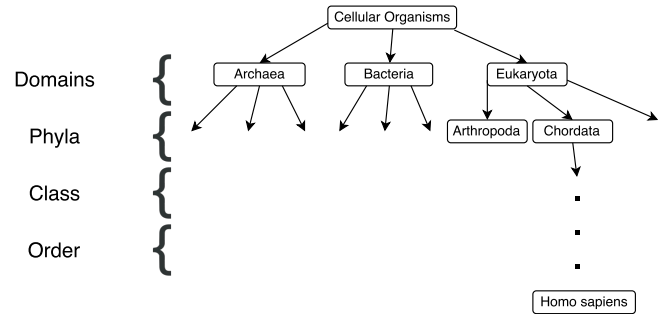 Cellular Organisms
Domains
Archaea
Bacteria
Eukaryota
Phyla
Arthropoda
Chordata
Class
Order
Homo sapiens